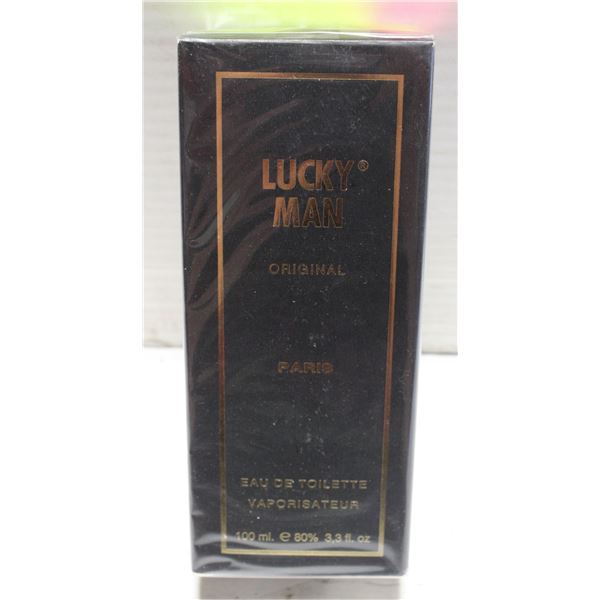 LUCKY®
MAN
ORIGINAL
PARIS
EAU DE TOILETTE
VAPORISATEUR
100 ml. ℮ 80% 3,3 fl. oz